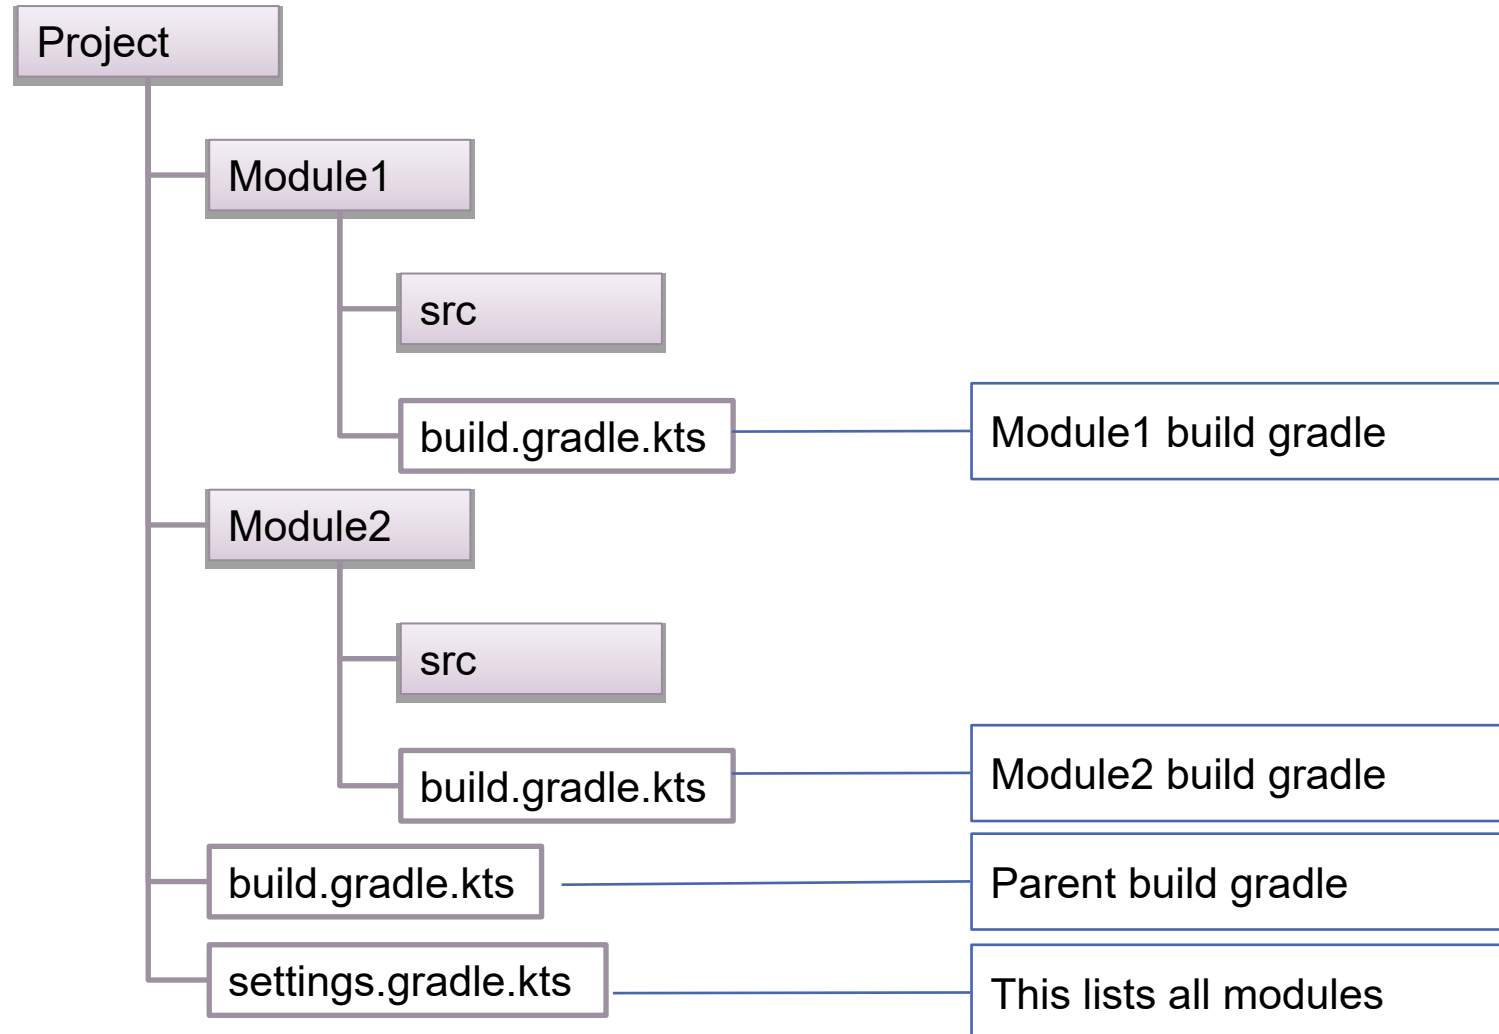 Project
Module1
src
build.gradle.kts
Module1 build gradle
Module2
src
build.gradle.kts
Module2 build gradle
build.gradle.kts
Parent build gradle
settings.gradle.kts
This lists all modules